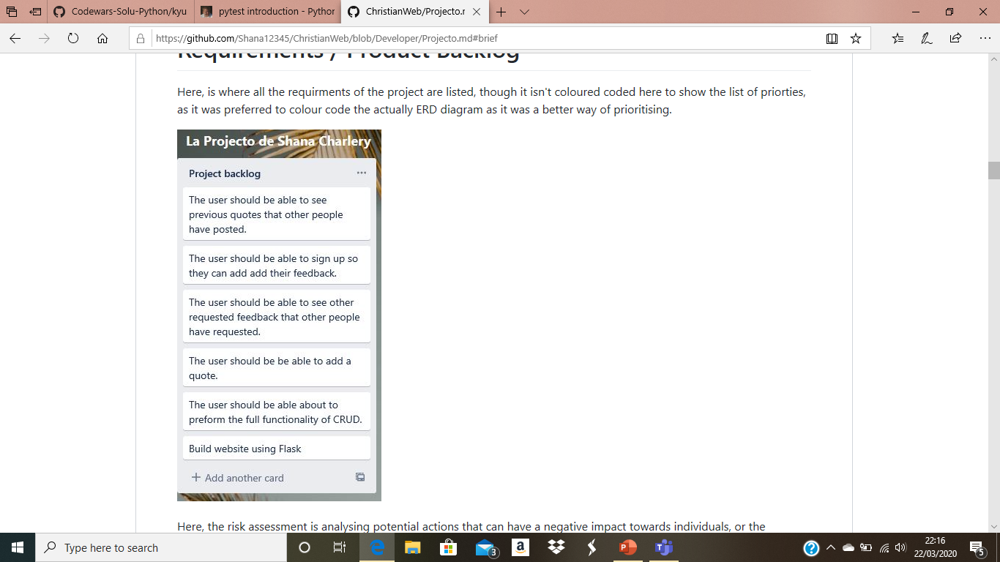 Codewars-Solu-Python/kyu
pytest introduction - Python
ChristianWeb/Projecto.r
https://github.com/Shana12345/ChristianWeb/blob/Developer/Projecto.md#brief
Requirements / Product Backlog
Here, is where all the requirments of the project are listed, though it isn't coloured coded here to show the list of priorties,
as it was preferred to colour code the actually ERD diagram as it was a better way of prioritising.
La Projecto de Shana Charlery
Project backlog
The user should be able to see
previous quotes that other people
have posted.
The user should be able to sign up so
they can add add their feedback.
The user should be able to see other
requested feedback that other people
have requested.
The user should be be able to add a
quote.
The user should be able about to
preform the full functionality of CRUD.
Build website using Flask
+ Add another card
Here, the risk assessment is analysing potential actions that can have a negative impact towards individuals, or the
Type here to search
3
22:16
22/03/2020
5